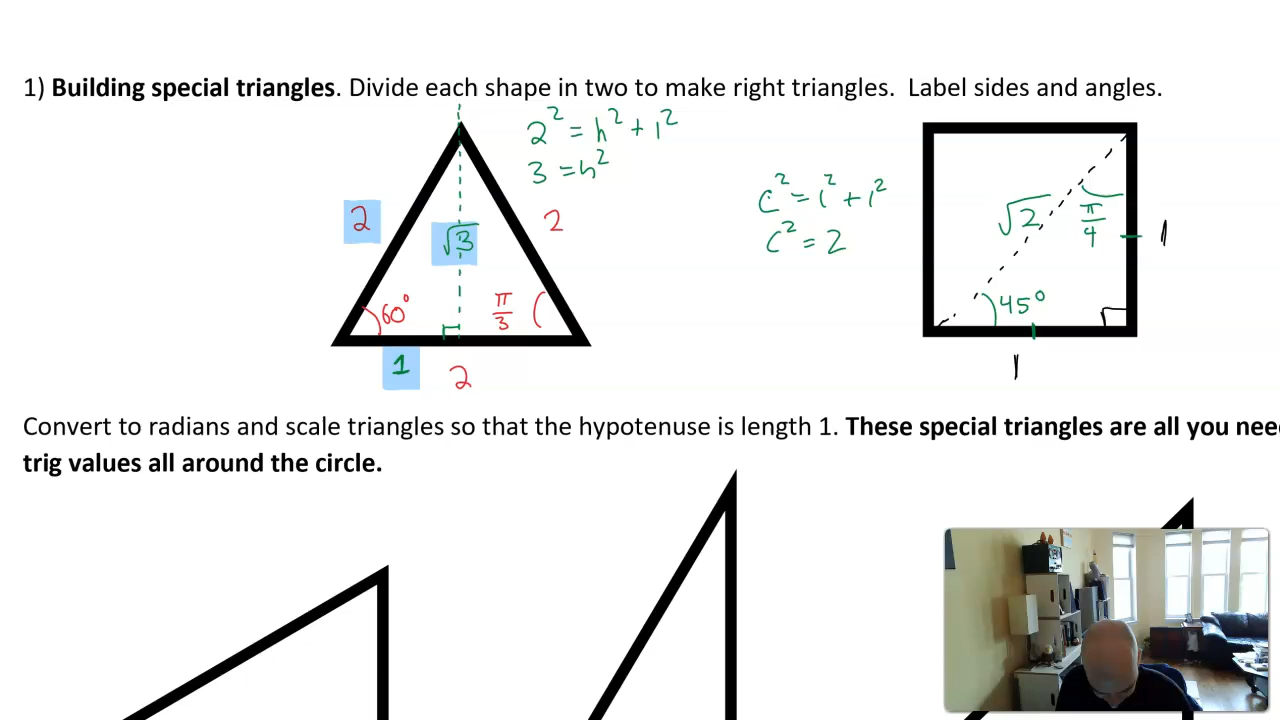 1) Building special triangles. Divide each shape in two to make right triangles. Label sides and angles.
2² = h² + 1²
3 = h²
2
√3
2
60°
π/3
1
2
c² = 1² + 1²
c² = 2
√2
π/4
1
45°
1
Convert to radians and scale triangles so that the hypotenuse is length 1. These special triangles are all you nee
trig values all around the circle.